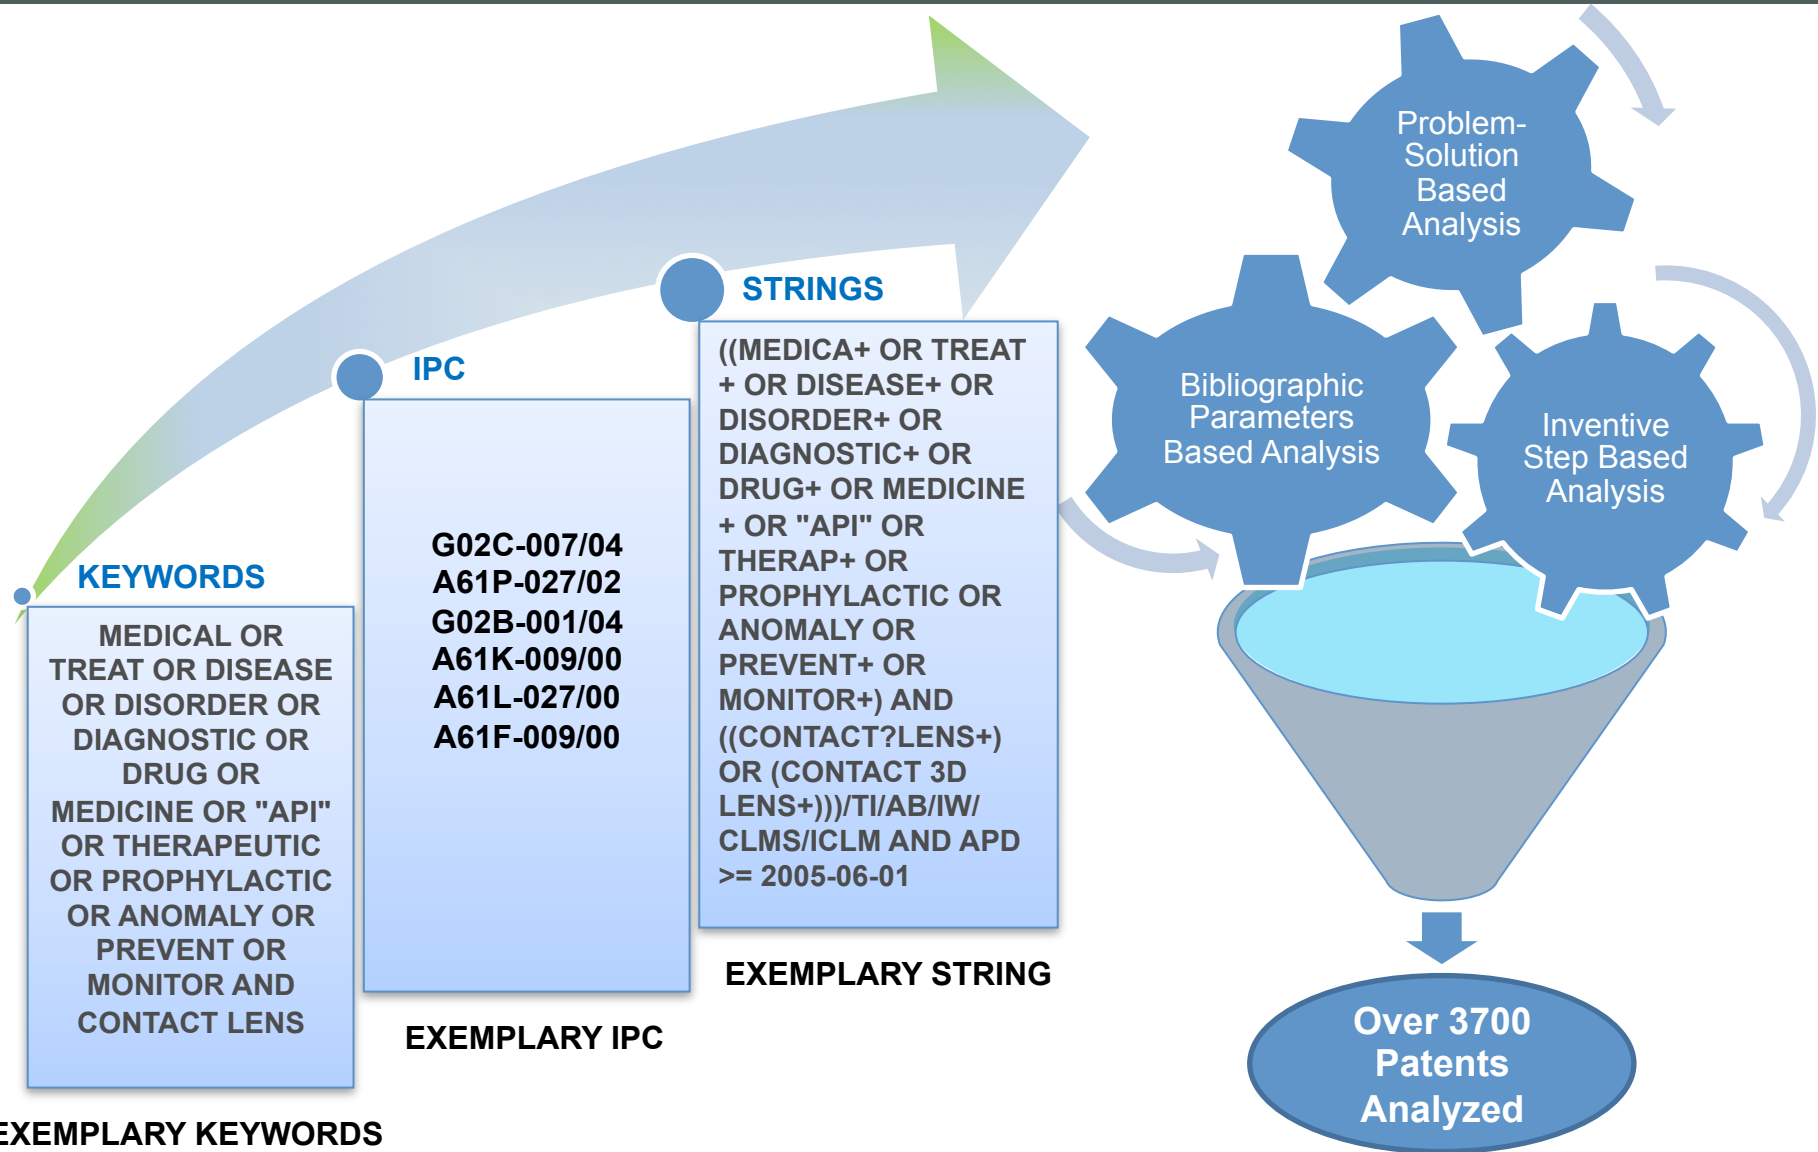 KEYWORDS
MEDICAL OR
TREAT OR DISEASE
OR DISORDER OR
DIAGNOSTIC OR
DRUG OR
MEDICINE OR "API"
OR THERAPEUTIC
OR PROPHYLACTIC
OR ANOMALY OR
PREVENT OR
MONITOR AND
CONTACT LENS
EXEMPLARY KEYWORDS
IPC
G02C-007/04
A61P-027/02
G02B-001/04
A61K-009/00
A61L-027/00
A61F-009/00
EXEMPLARY IPC
STRINGS
((MEDICA+ OR TREAT
+ OR DISEASE+ OR
DISORDER+ OR
DIAGNOSTIC+ OR
DRUG+ OR MEDICINE
+ OR "API" OR
THERAP+ OR
PROPHYLACTIC OR
ANOMALY OR
PREVENT+ OR
MONITOR+) AND
((CONTACT?LENS+)
OR (CONTACT 3D
LENS+)))/TI/AB/IW/
CLMS/ICLM AND APD
>= 2005-06-01
EXEMPLARY STRING
Problem-
Solution
Based
Analysis
Bibliographic
Parameters
Based Analysis
Inventive
Step Based
Analysis
Over 3700
Patents
Analyzed